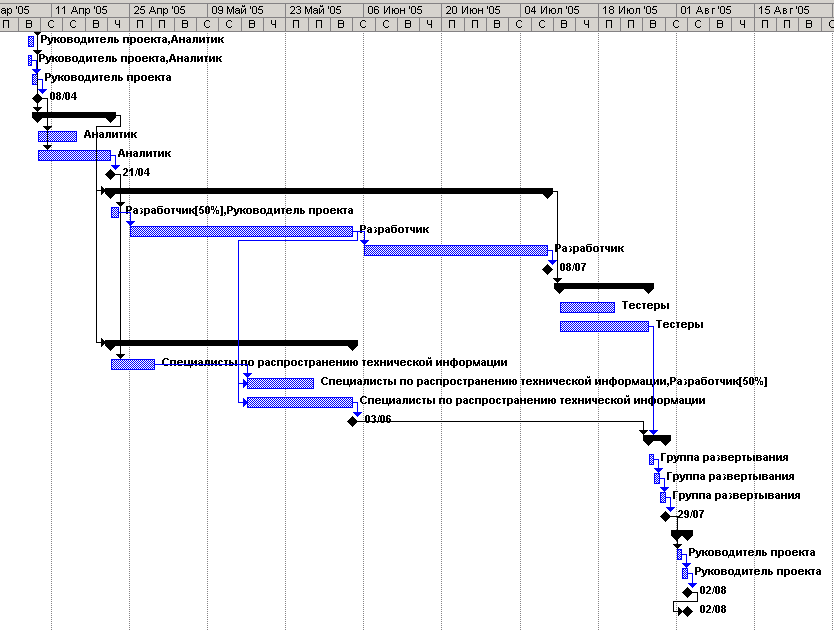 ар '05 11 Апр '05 25 Апр '05 09 Май '05 23 Май '05 06 Июн '05 20 Июн '05 04 Июл '05 18 Июл '05 01 Авг '05 15 Авг '05
П В С С Ч П П В С С Ч П П В С С Ч П П В С С Ч П П В С С Ч П П В С
Руководитель проекта,Аналитик
Руководитель проекта,Аналитик
Руководитель проекта
08/04
Аналитик
Аналитик
21/04
Разработчик[50%],Руководитель проекта
Разработчик
Разработчик
08/07
Тестеры
Тестеры
Специалисты по распространению технической информации
Специалисты по распространению технической информации,Разработчик[50%]
Специалисты по распространению технической информации
03/06
Группа развертывания
Группа развертывания
Группа развертывания
29/07
Руководитель проекта
Руководитель проекта
02/08
02/08